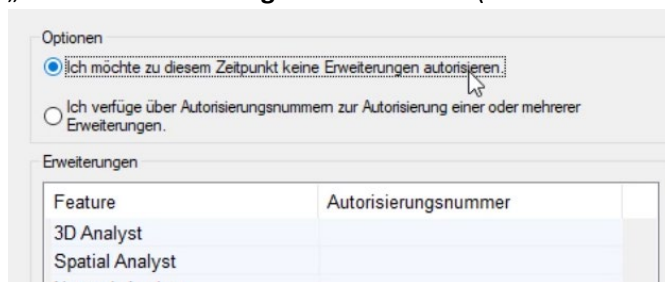 Optionen
Ich möchte zu diesem Zeitpunkt keine Erweiterungen autorisieren.
Ich verfüge über Autorisierungsnummern zur Autorisierung einer oder mehrerer
Erweiterungen.
Erweiterungen
Feature Autorisierungsnummer
3D Analyst
Spatial Analyst